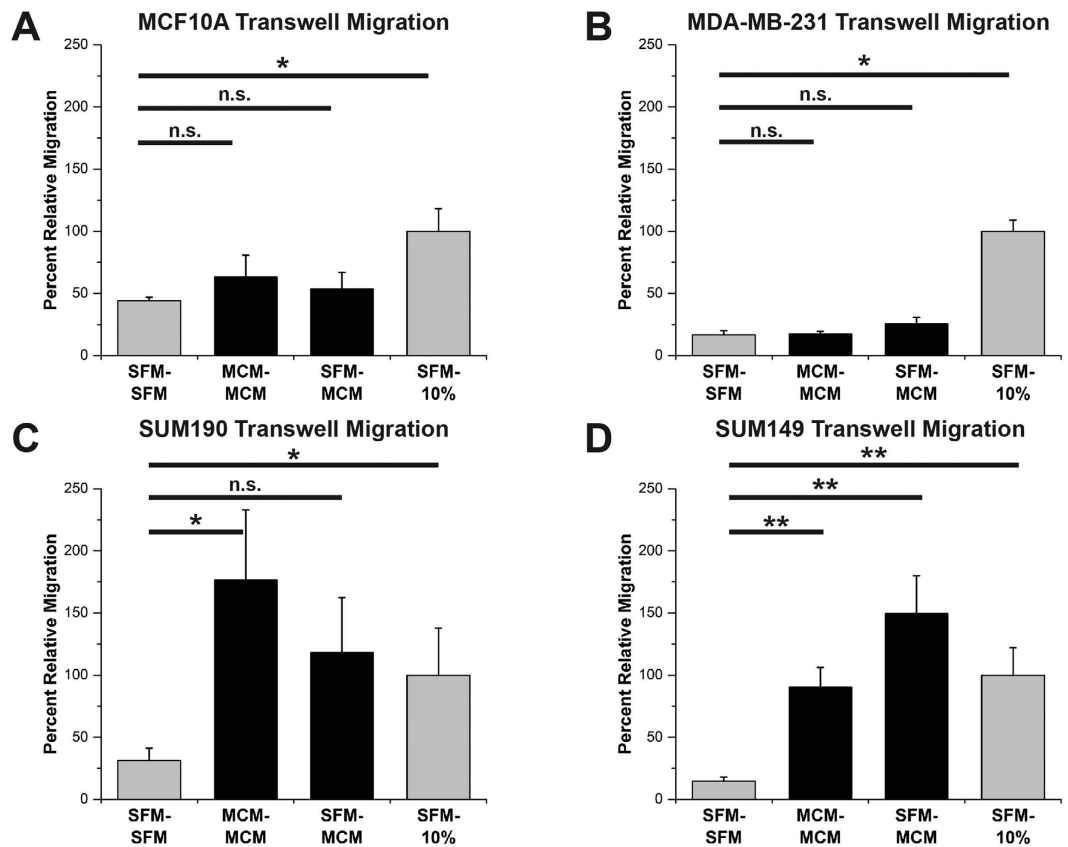 A
MCF10A Transwell Migration
Percent Relative Migration
250
200
150
100
50
0
*
n.s.
n.s.
SFM-
SFM
MCM-
MCM
SFM-
MCM
SFM-
10%
B
MDA-MB-231 Transwell Migration
Percent Relative Migration
250
200
150
100
50
0
*
n.s.
n.s.
SFM-
SFM
MCM-
MCM
SFM-
MCM
SFM-
10%
C
SUM190 Transwell Migration
Percent Relative Migration
250
200
150
100
50
0
*
n.s.
*
SFM-
SFM
MCM-
MCM
SFM-
MCM
SFM-
10%
D
SUM149 Transwell Migration
Percent Relative Migration
250
200
150
100
50
0
**
**
**
SFM-
SFM
MCM-
MCM
SFM-
MCM
SFM-
10%